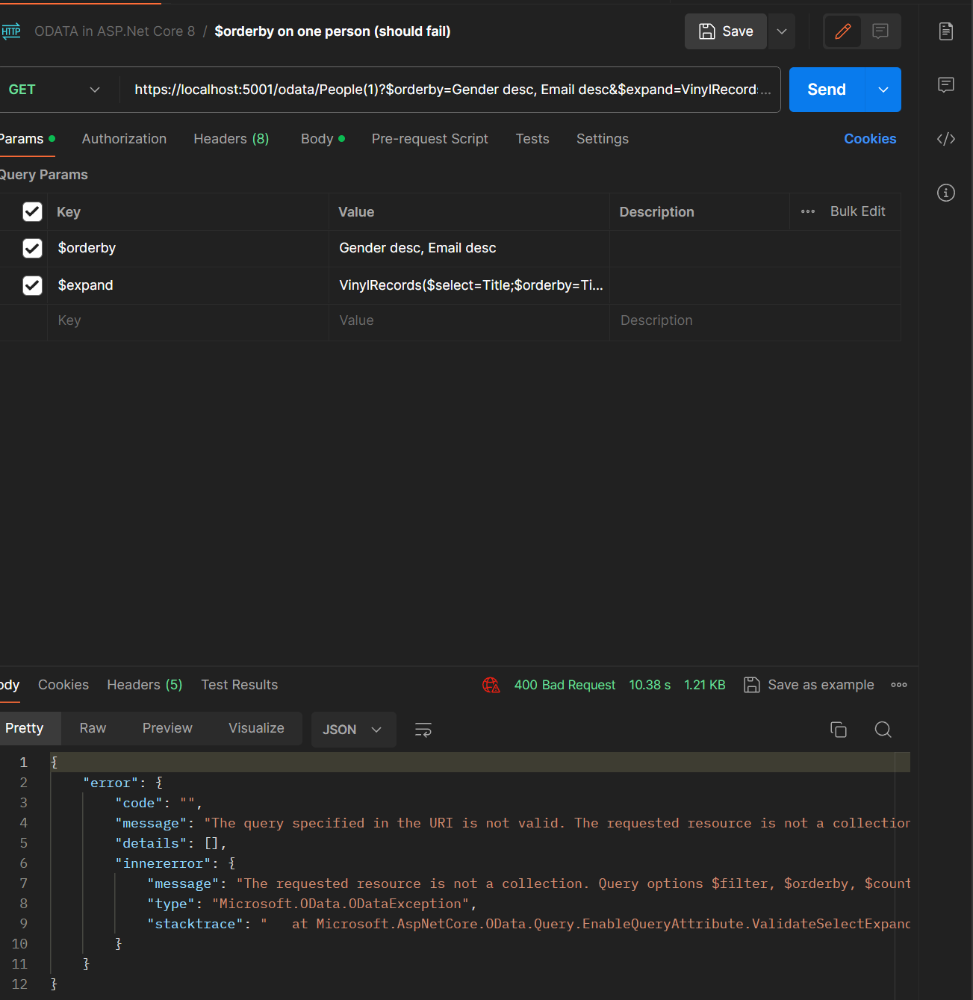 HTTP ODATA in ASP.Net Core 8 / $orderby on one person (should fail) Save
GET https://localhost:5001/odata/People(1)?$orderby=Gender desc, Email desc&$expand=VinylRecord... Send
Params Authorization Headers (8) Body Pre-request Script Tests Settings Cookies
Query Params
Key Value Description Bulk Edit
$orderby Gender desc, Email desc
$expand VinylRecords($select=Title;$orderby=Ti...
Key Value Description
ody Cookies Headers (5) Test Results 400 Bad Request 10.38 s 1.21 KB Save as example
Pretty Raw Preview Visualize JSON
1 {
2 "error": {
3 "code": "",
4 "message": "The query specified in the URI is not valid. The requested resource is not a collection
5 "details": [],
6 "innererror": {
7 "message": "The requested resource is not a collection. Query options $filter, $orderby, $count
8 "type": "Microsoft.OData.ODataException",
9 "stacktrace": "   at Microsoft.AspNetCore.OData.Query.EnableQueryAttribute.ValidateSelectExpand
10 }
11 }
12 }